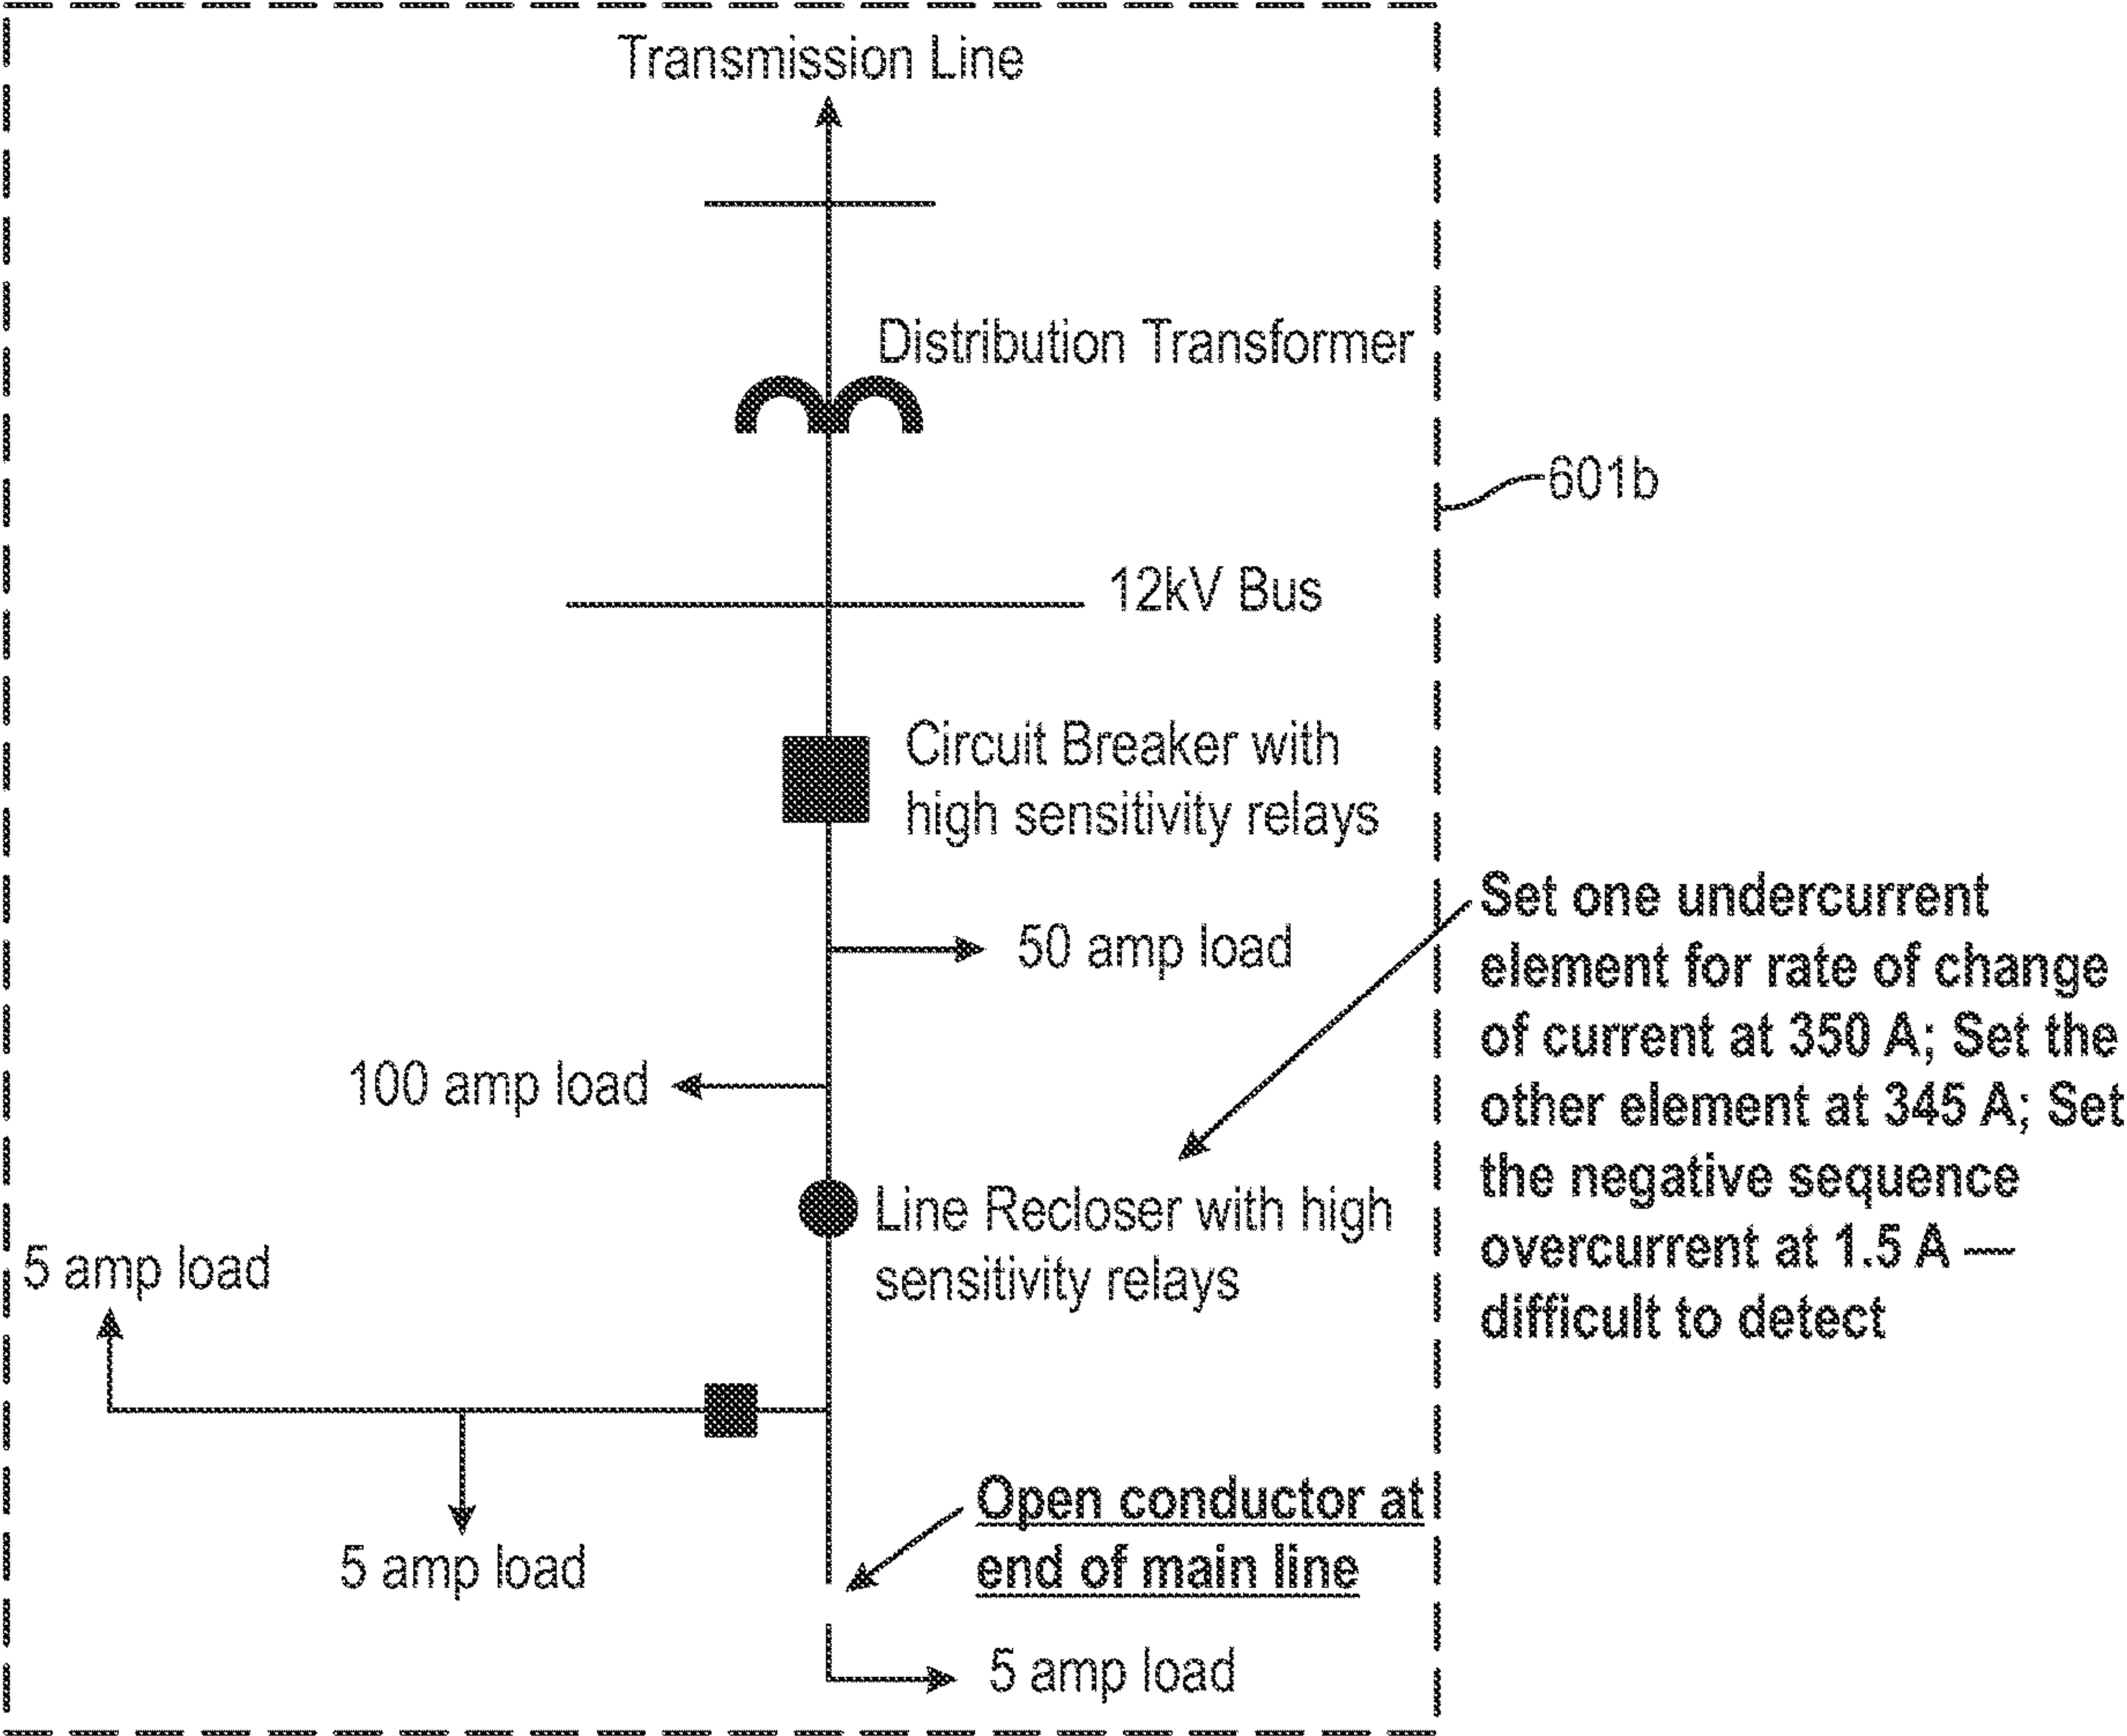 Transmission Line
Distribution Transformer
601b
12kV Bus
Circuit Breaker with
high sensitivity relays
Set one undercurrent
element for rate of change
of current at 350 A; Set the
other element at 345 A; Set
the negative sequence
overcurrent at 1.5 A —
difficult to detect
50 amp load
100 amp load
Line Recloser with high
sensitivity relays
5 amp load
5 amp load
Open conductor at
end of main line
5 amp load